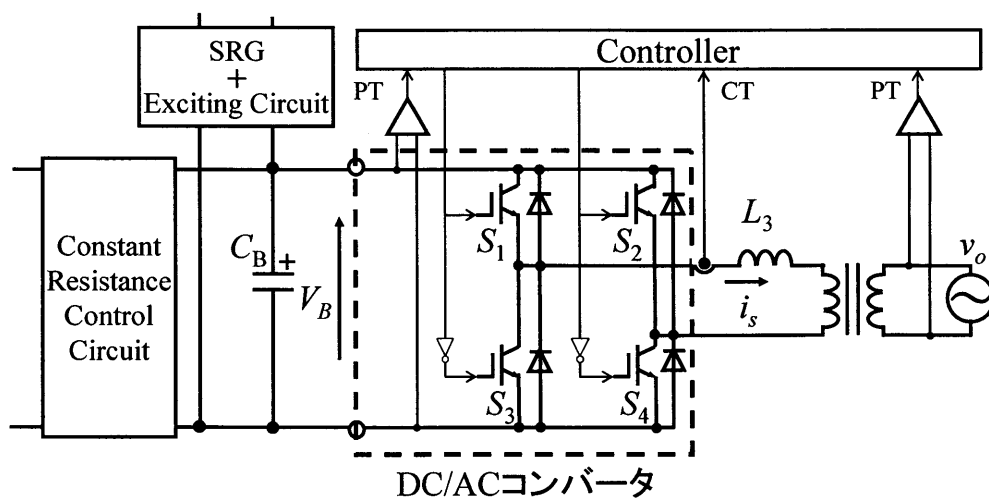 SRG
+
Exciting Circuit
Controller
PT
CT
PT
Constant
Resistance
Control
Circuit
C_B
+
V_B
S_1
S_2
L_3
v_o
i_s
S_3
S_4
DC/ACコンバータ